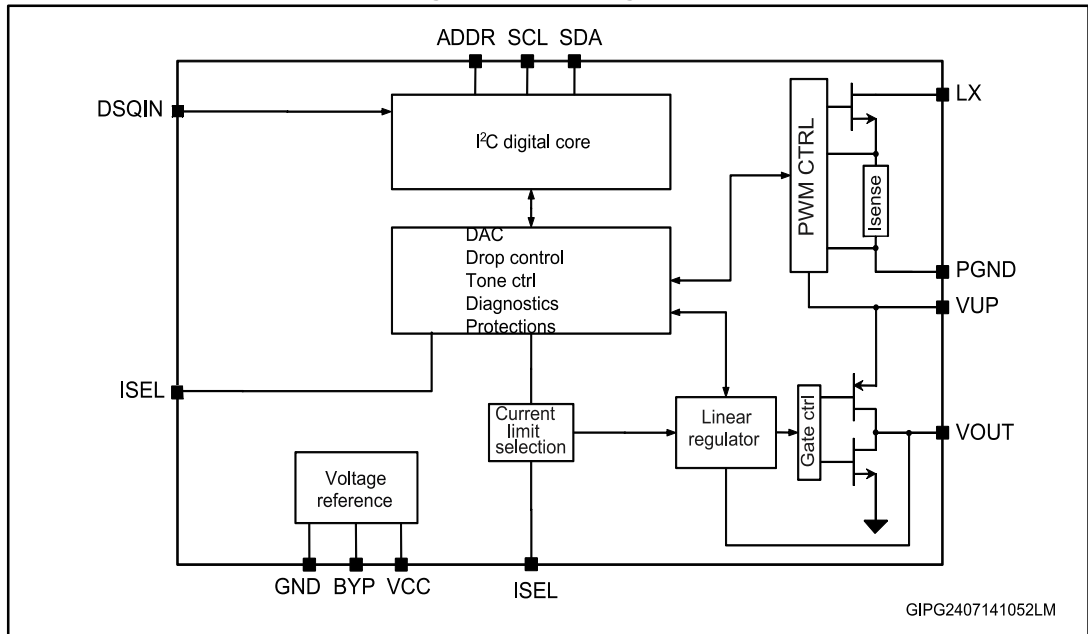 ADDR SCL SDA
DSQIN
LX
I²C digital core
PWM CTRL
Isense
DAC
Drop control
Tone ctrl
Diagnostics
Protections
PGND
VUP
ISEL
Current
limit
selection
Linear
regulator
Gate ctrl
VOUT
Voltage
reference
GND BYP VCC
ISEL
GIPG2407141052LM